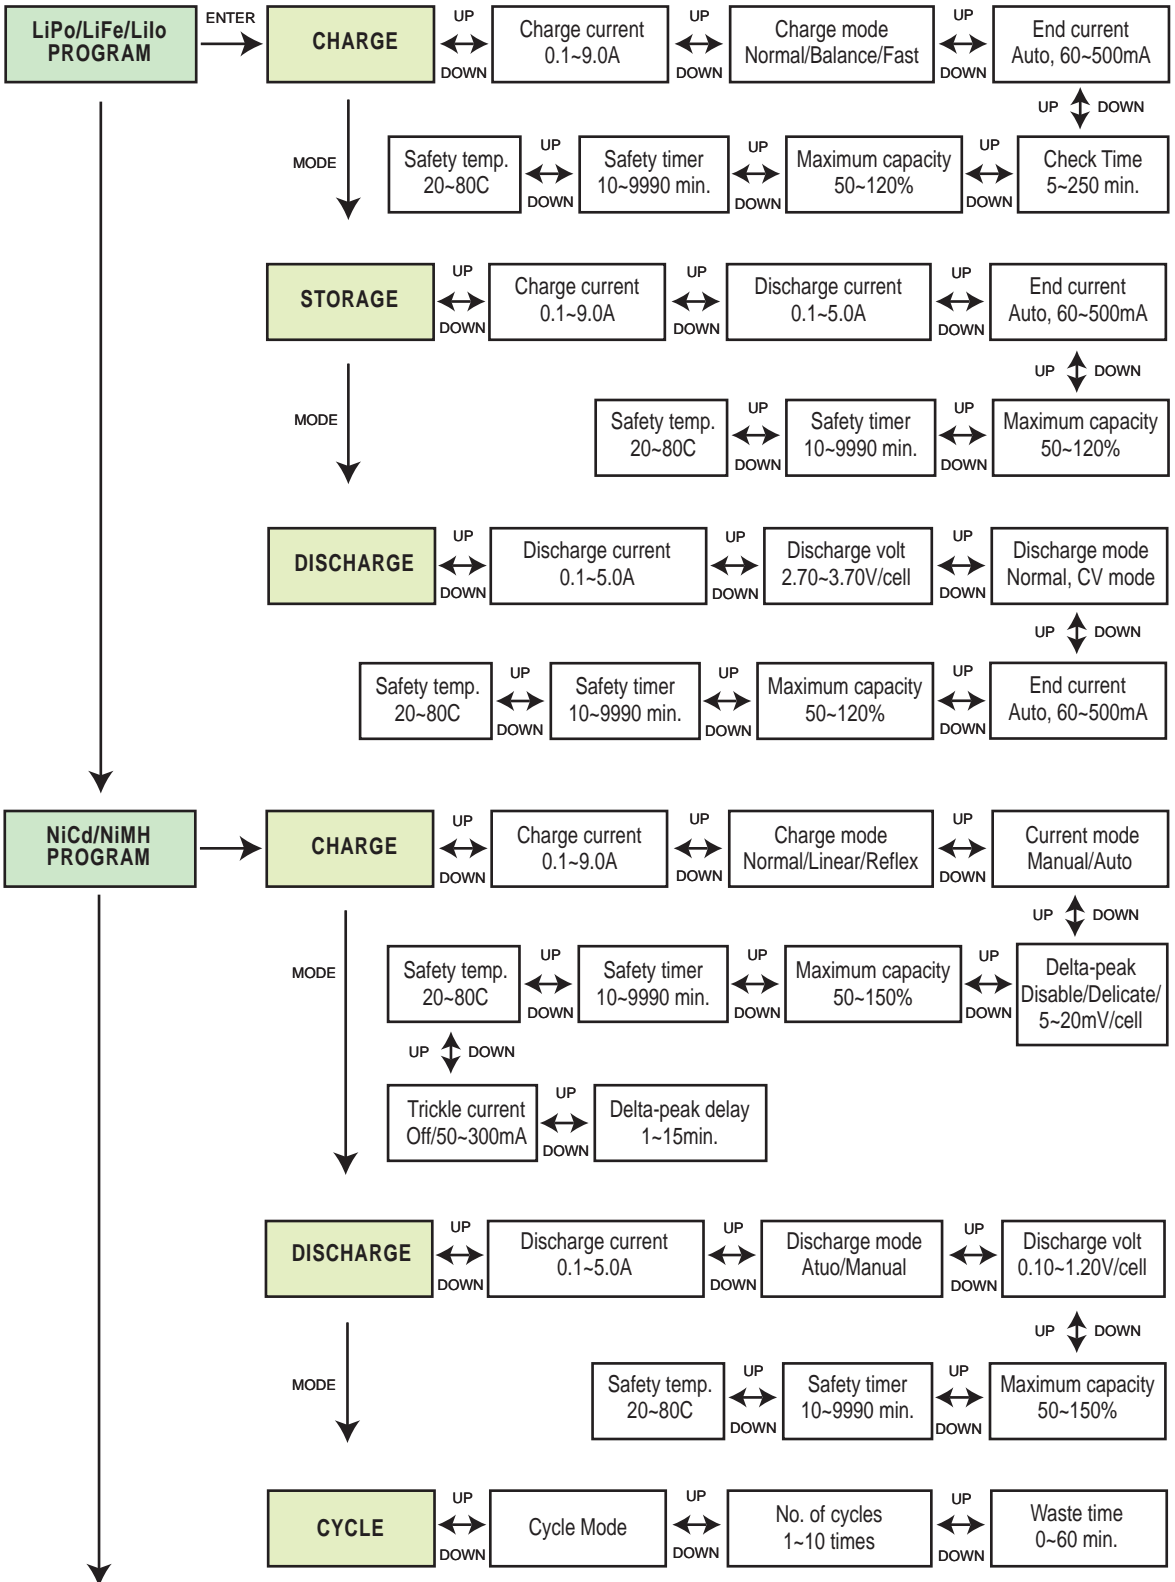 LiPo/LiFe/LiIo
PROGRAM
ENTER
CHARGE
UP
DOWN
Charge current
0.1~9.0A
UP
DOWN
Charge mode
Normal/Balance/Fast
UP
DOWN
End current
Auto, 60~500mA
UP
DOWN
MODE
Safety temp.
20~80C
UP
DOWN
Safety timer
10~9990 min.
UP
DOWN
Maximum capacity
50~120%
UP
DOWN
Check Time
5~250 min.
STORAGE
UP
DOWN
Charge current
0.1~9.0A
UP
DOWN
Discharge current
0.1~5.0A
UP
DOWN
End current
Auto, 60~500mA
UP
DOWN
MODE
Safety temp.
20~80C
UP
DOWN
Safety timer
10~9990 min.
UP
DOWN
Maximum capacity
50~120%
DISCHARGE
UP
DOWN
Discharge current
0.1~5.0A
UP
DOWN
Discharge volt
2.70~3.70V/cell
UP
DOWN
Discharge mode
Normal, CV mode
UP
DOWN
Safety temp.
20~80C
UP
DOWN
Safety timer
10~9990 min.
UP
DOWN
Maximum capacity
50~120%
UP
DOWN
End current
Auto, 60~500mA
NiCd/NiMH
PROGRAM
CHARGE
UP
DOWN
Charge current
0.1~9.0A
UP
DOWN
Charge mode
Normal/Linear/Reflex
UP
DOWN
Current mode
Manual/Auto
UP
DOWN
MODE
Safety temp.
20~80C
UP
DOWN
Safety timer
10~9990 min.
UP
DOWN
Maximum capacity
50~150%
UP
DOWN
Delta-peak
Disable/Delicate/
5~20mV/cell
UP
DOWN
Trickle current
Off/50~300mA
UP
DOWN
Delta-peak delay
1~15min.
DISCHARGE
UP
DOWN
Discharge current
0.1~5.0A
UP
DOWN
Discharge mode
Atuo/Manual
UP
DOWN
Discharge volt
0.10~1.20V/cell
UP
DOWN
MODE
Safety temp.
20~80C
UP
DOWN
Safety timer
10~9990 min.
UP
DOWN
Maximum capacity
50~150%
CYCLE
UP
DOWN
Cycle Mode
UP
DOWN
No. of cycles
1~10 times
UP
DOWN
Waste time
0~60 min.